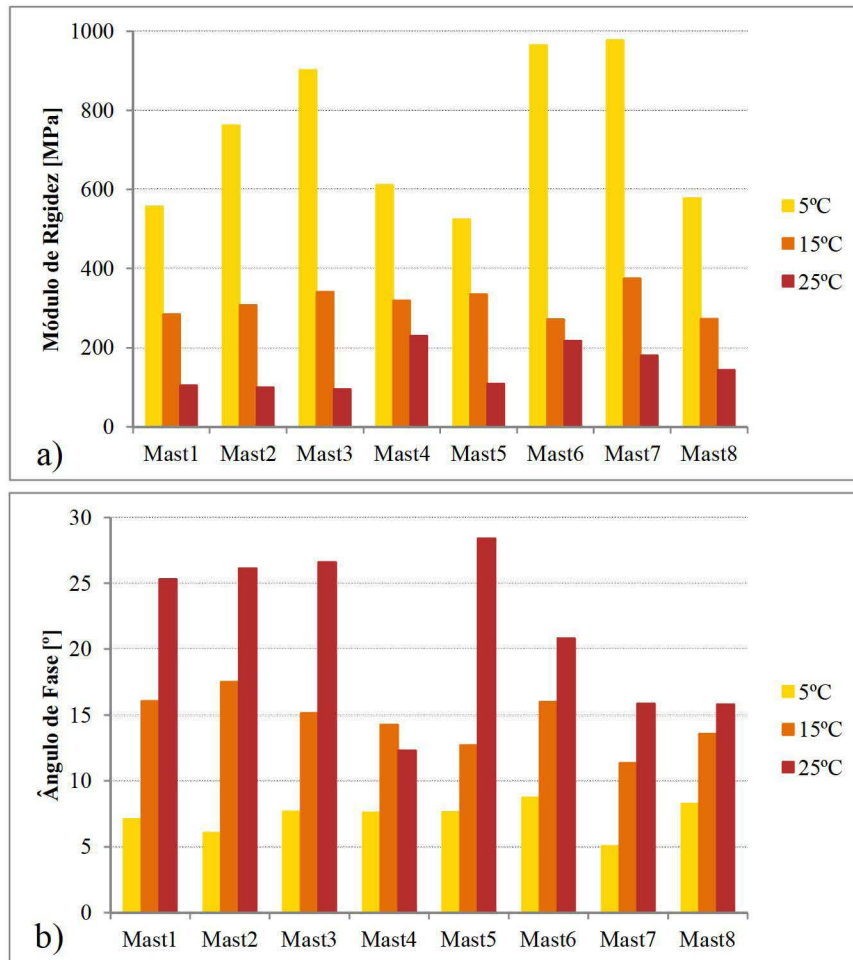 1000
800
600
400
200
0
Módulo de Rigidez [MPa]
Mast1 Mast2 Mast3 Mast4 Mast5 Mast6 Mast7 Mast8
5ºC
15ºC
25ºC
a)
30
25
20
15
10
5
0
Ângulo de Fase [º]
Mast1 Mast2 Mast3 Mast4 Mast5 Mast6 Mast7 Mast8
5ºC
15ºC
25ºC
b)